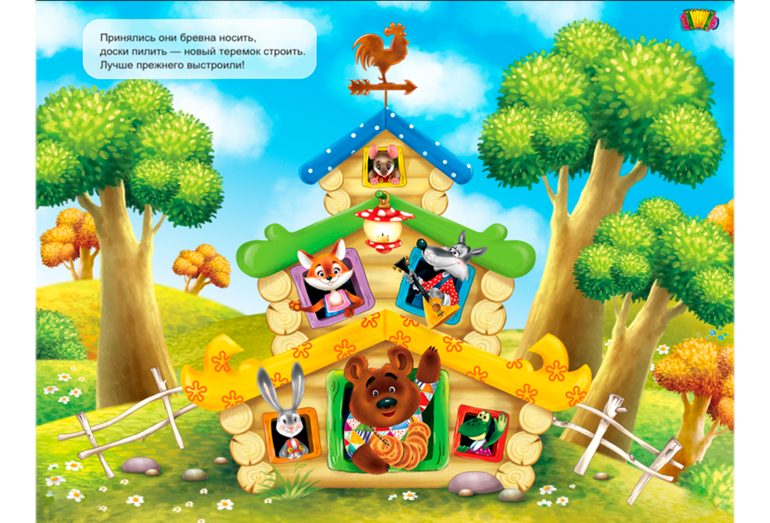 Принялись они бревна носить,
доски пилить — новый теремок строить.
Лучше прежнего выстроили!